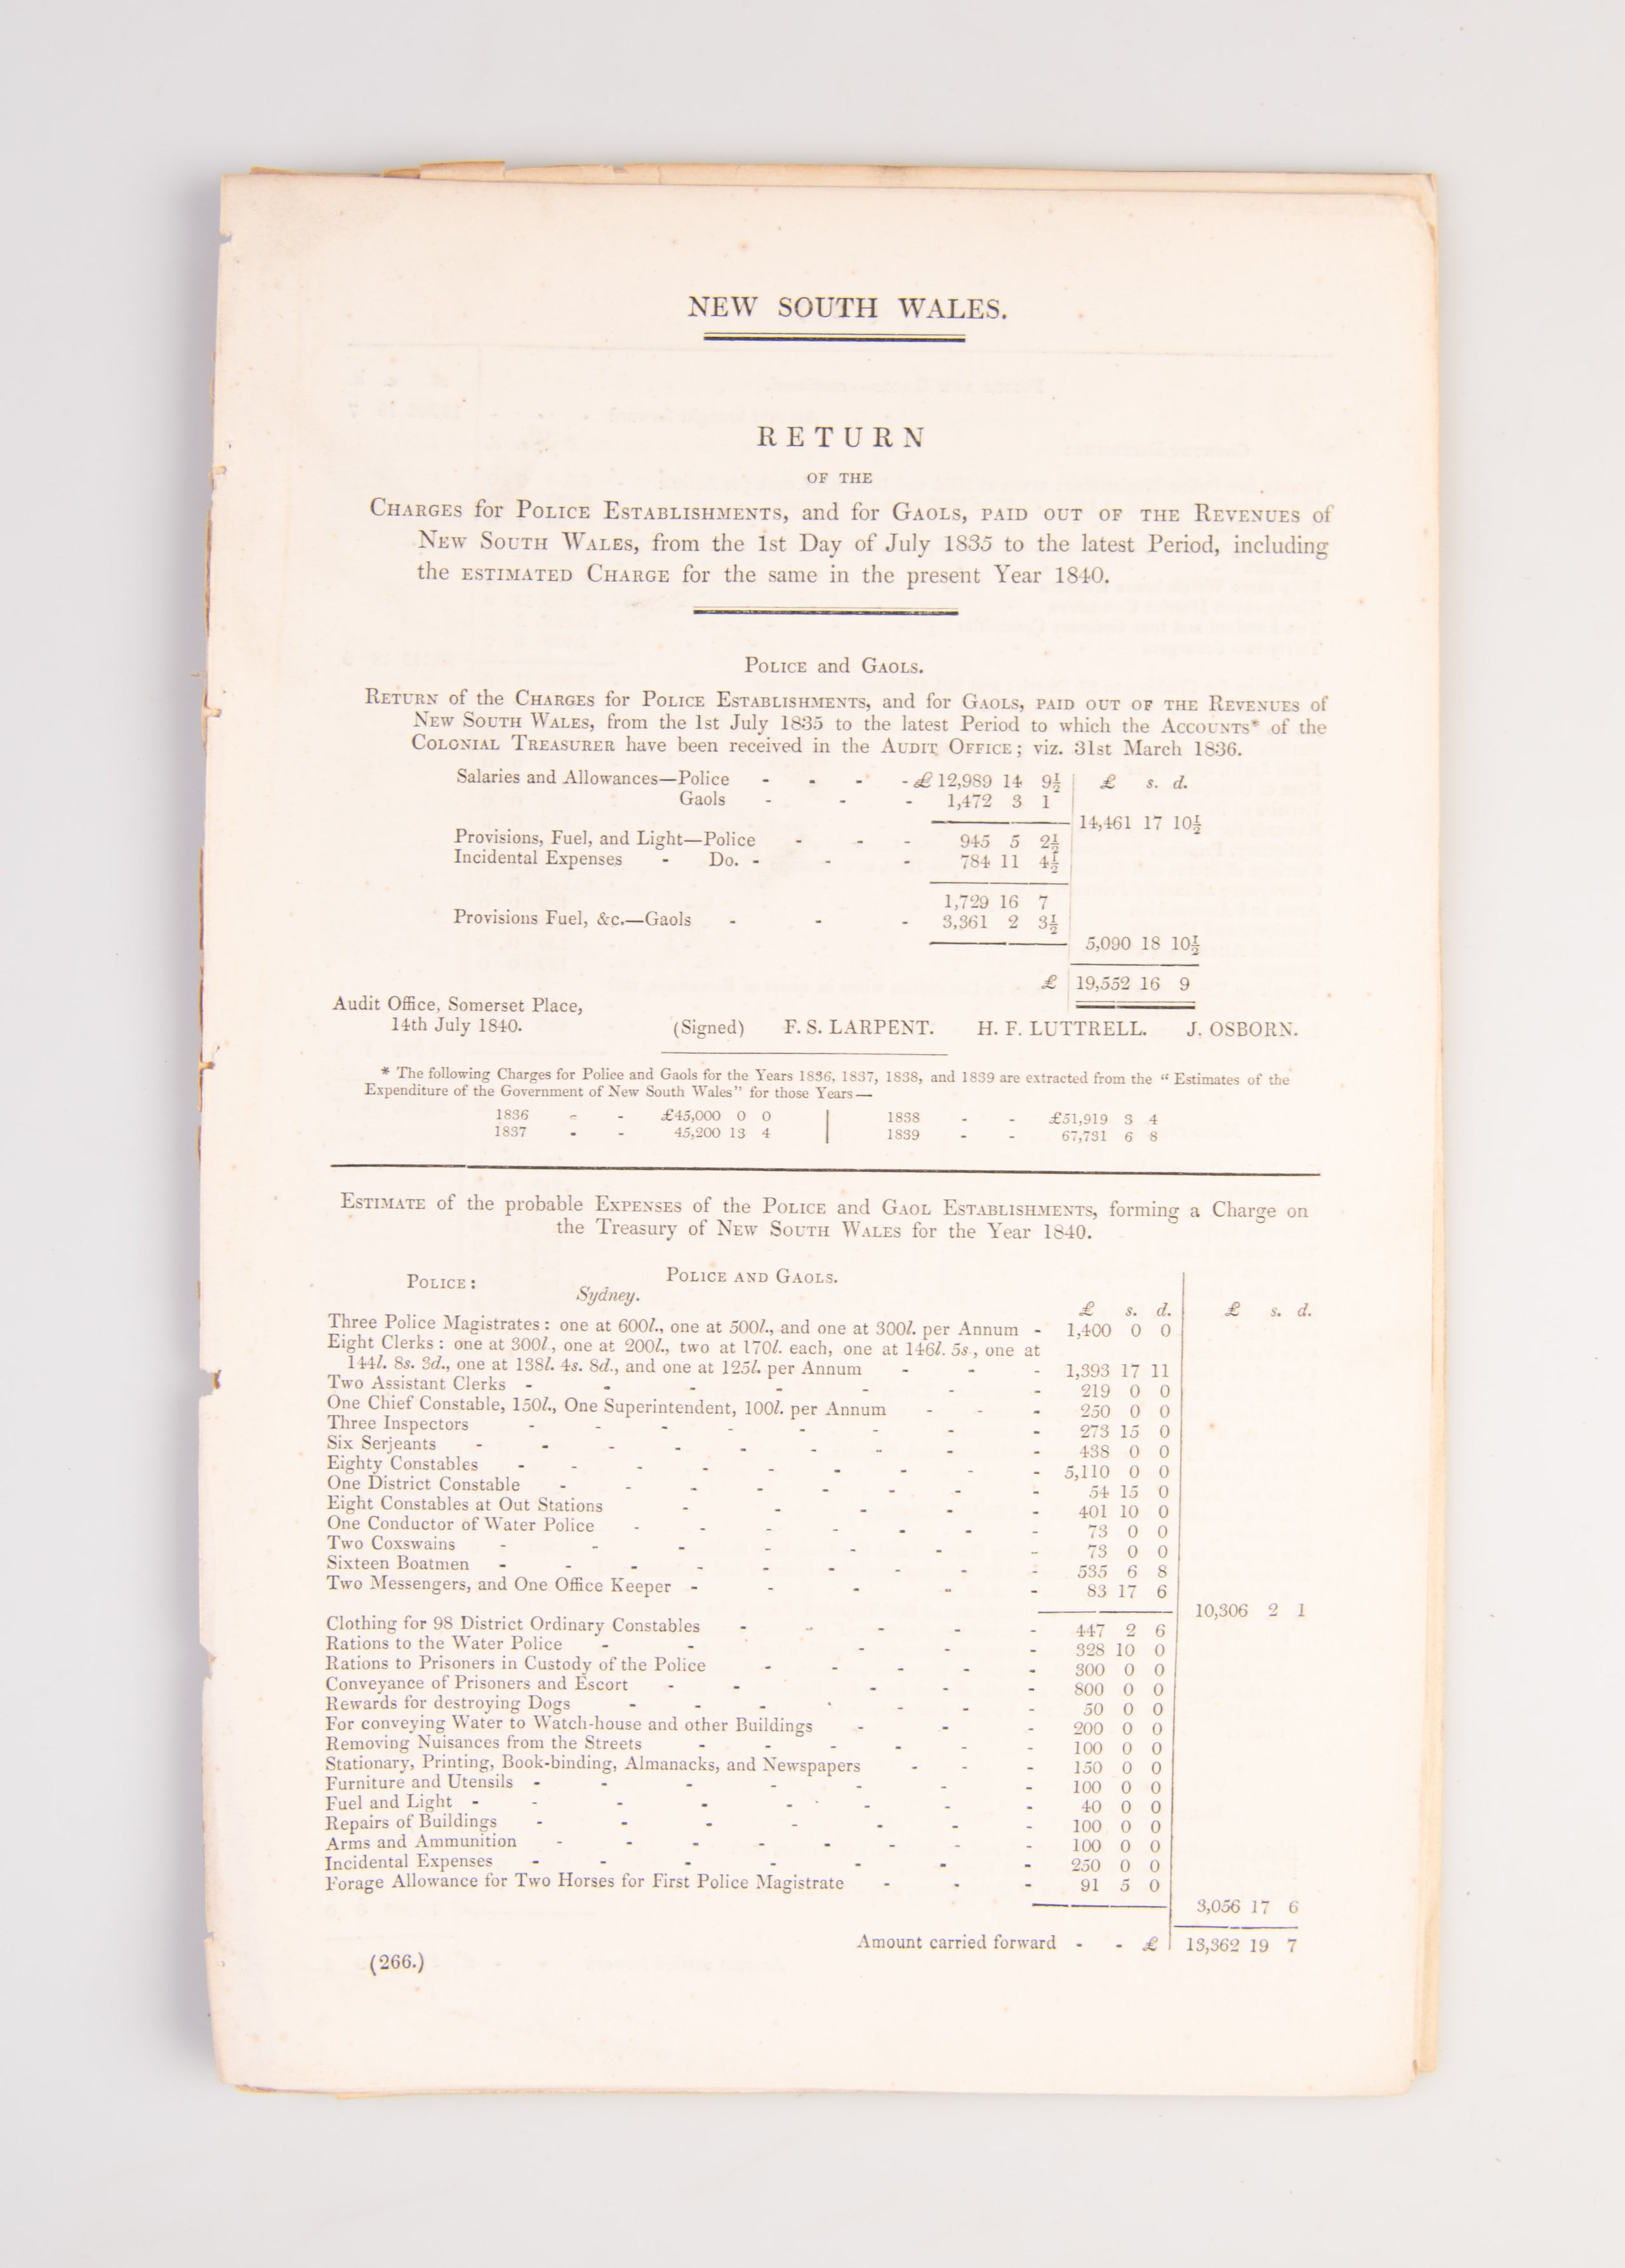 NEW SOUTH WALES.
RETURN
OF THE
CHARGES for POLICE ESTABLISHMENTS, and for GAOLS, PAID OUT OF THE REVENUES of
NEW SOUTH WALES, from the 1st Day of July 1835 to the latest Period, including
the ESTIMATED CHARGE for the same in the present Year 1840.
POLICE and GAOLS.
RETURN of the CHARGES for POLICE ESTABLISHMENTS, and for GAOLS, PAID OUT OF THE REVENUES of
NEW SOUTH WALES, from the 1st July 1835 to the latest Period to which the ACCOUNTS* of the
COLONIAL TREASURER have been received in the AUDIT OFFICE; viz. 31st March 1836.
Salaries and Allowances—Police - - - - £ 12,989 14 9½ £ s. d.
Gaols - - - 1,472 3 1
14,461 17 10½
Provisions, Fuel, and Light—Police - - - 945 5 2½
Incidental Expenses - Do. - - - 784 11 4½
1,729 16 7
Provisions Fuel, &c.—Gaols - - - 3,361 2 3½
5,090 18 10½
£ 19,552 16 9
Audit Office, Somerset Place,
14th July 1840. (Signed) F. S. LARPENT. H. F. LUTTRELL. J. OSBORN.
* The following Charges for Police and Gaols for the Years 1836, 1837, 1838, and 1839 are extracted from the "Estimates of the
Expenditure of the Government of New South Wales" for those Years—
1836 - - £45,000 0 0 1838 - - £51,919 3 4
1837 - - 45,200 13 4 1839 - - 67,731 6 8
ESTIMATE of the probable EXPENSES of the POLICE and GAOL ESTABLISHMENTS, forming a Charge on
the Treasury of NEW SOUTH WALES for the Year 1840.
POLICE AND GAOLS.
POLICE:
Sydney.
£ s. d. £ s. d.
Three Police Magistrates: one at 600l., one at 500l., and one at 300l. per Annum - 1,400 0 0
Eight Clerks: one at 300l., one at 200l., two at 170l. each, one at 146l. 5s., one at
144l. 8s. 3d., one at 138l. 4s. 8d., and one at 125l. per Annum - - - 1,393 17 11
Two Assistant Clerks - - - - - - - 219 0 0
One Chief Constable, 150l., One Superintendent, 100l. per Annum - - - 250 0 0
Three Inspectors - - - - - - - - 273 15 0
Six Serjeants - - - - - - - - - 438 0 0
Eighty Constables - - - - - - - - - 5,110 0 0
One District Constable - - - - - - - - 54 15 0
Eight Constables at Out Stations - - - - - 401 10 0
One Conductor of Water Police - - - - - - - 73 0 0
Two Coxswains - - - - - - - 73 0 0
Sixteen Boatmen - - - - - - - - - 535 6 8
Two Messengers, and One Office Keeper - - - - - 83 17 6
10,306 2 1
Clothing for 98 District Ordinary Constables - - - - - 447 2 6
Rations to the Water Police - - - - - 328 10 0
Rations to Prisoners in Custody of the Police - - - - - 300 0 0
Conveyance of Prisoners and Escort - - - - - 800 0 0
Rewards for destroying Dogs - - - - - - 50 0 0
For conveying Water to Watch-house and other Buildings - - - 200 0 0
Removing Nuisances from the Streets - - - - - - 100 0 0
Stationary, Printing, Book-binding, Almanacks, and Newspapers - - - 150 0 0
Furniture and Utensils - - - - - - - 100 0 0
Fuel and Light - - - - - - - - 40 0 0
Repairs of Buildings - - - - - - - 100 0 0
Arms and Ammunition - - - - - - - - 100 0 0
Incidental Expenses - - - - - - - 250 0 0
Forage Allowance for Two Horses for First Police Magistrate - - - 91 5 0
3,056 17 6
Amount carried forward - - £ 13,362 19 7
(266.)